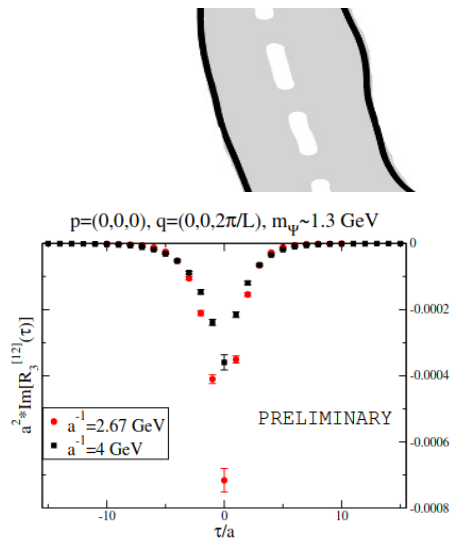 p=(0,0,0), q=(0,0,2π/L), m_Ψ~1.3 GeV
0
-0.0002
-0.0004
-0.0006
-0.0008
a²*Im[R₃^[12](τ)]
PRELIMINARY
a⁻¹=2.67 GeV
a⁻¹=4 GeV
-10 0 10
τ/a